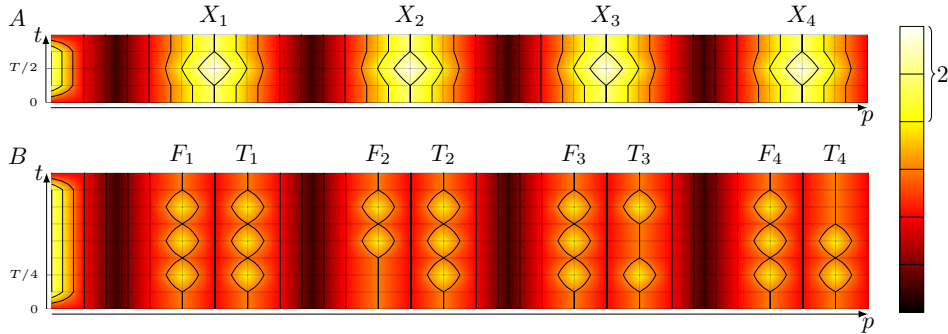 A X₁ X₂ X₃ X₄
t
T/2
0
p
2
B F₁ T₁ F₂ T₂ F₃ T₃ F₄ T₄
t
T/4
0
p